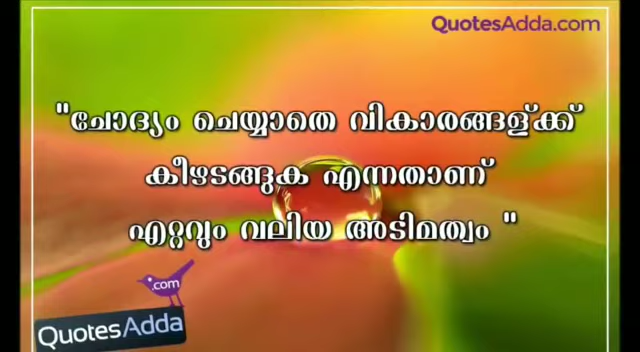 QuotesAdda.com
"ചോദ്യം ചെയ്യാതെ വികാരങ്ങള്ക്ക്
കീഴടങ്ങുക എന്നതാണ്
എറ്റവും വലിയ അടിമത്വം "
.com
QuotesAdda